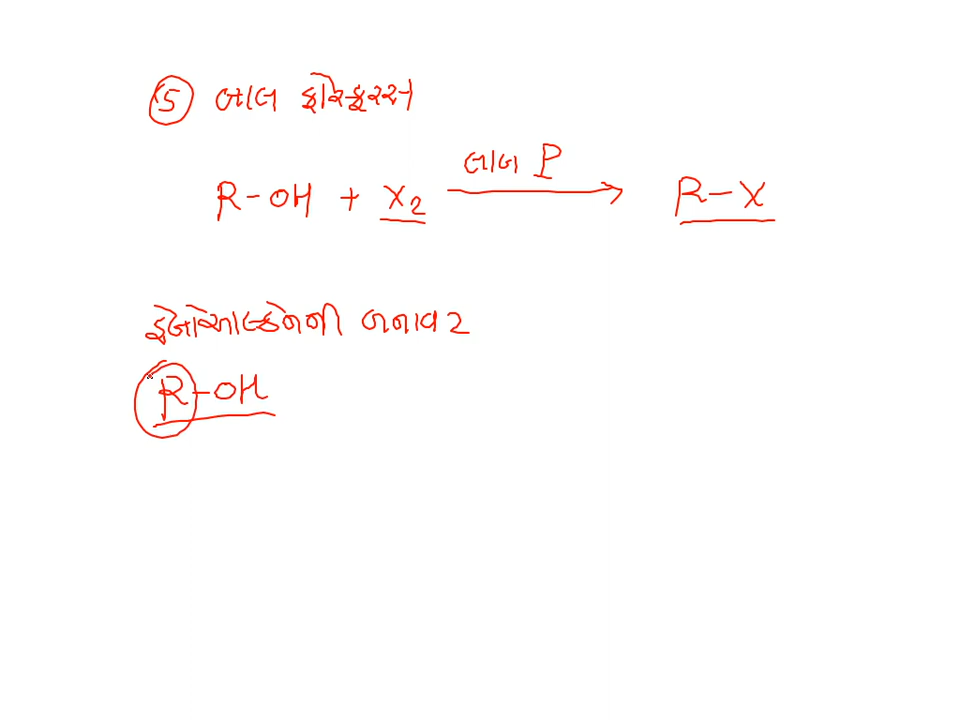 5 લાલ ફોસ્ફરસ
R-OH + X2 લાલ P → R-X
હેલોઆલ્કેનની બનાવટ
R-OH